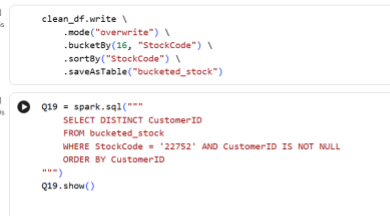 clean_df.write \
.mode("overwrite") \
.bucketBy(16, "StockCode") \
.sortBy("StockCode") \
.saveAsTable("bucketed_stock")
Q19 = spark.sql("""
SELECT DISTINCT CustomerID
FROM bucketed_stock
WHERE StockCode = '22752' AND CustomerID IS NOT NULL
ORDER BY CustomerID
""")
Q19.show()